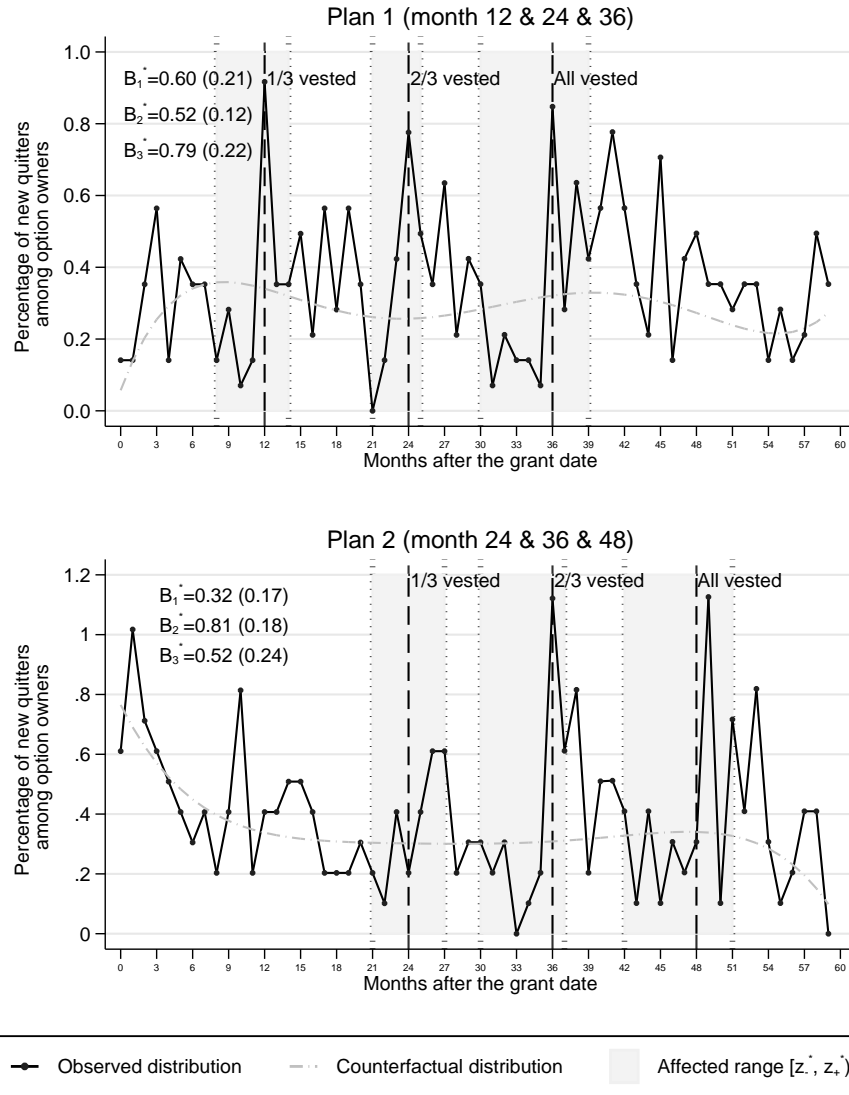 Plan 1 (month 12 & 24 & 36)
Percentage of new quitters
among option owners
1.0
0.8
0.6
0.4
0.2
0.0
B₁*=0.60 (0.21)
B₂*=0.52 (0.12)
B₃*=0.79 (0.22)
1/3 vested
2/3 vested
All vested
0 3 6 9 12 15 18 21 24 27 30 33 36 39 42 45 48 51 54 57 60
Months after the grant date
Plan 2 (month 24 & 36 & 48)
Percentage of new quitters
among option owners
1.2
1
.8
.6
.4
.2
0
B₁*=0.32 (0.17)
B₂*=0.81 (0.18)
B₃*=0.52 (0.24)
1/3 vested
2/3 vested
All vested
0 3 6 9 12 15 18 21 24 27 30 33 36 39 42 45 48 51 54 57 60
Months after the grant date
Observed distribution
Counterfactual distribution
Affected range [z₋*, z₊*)